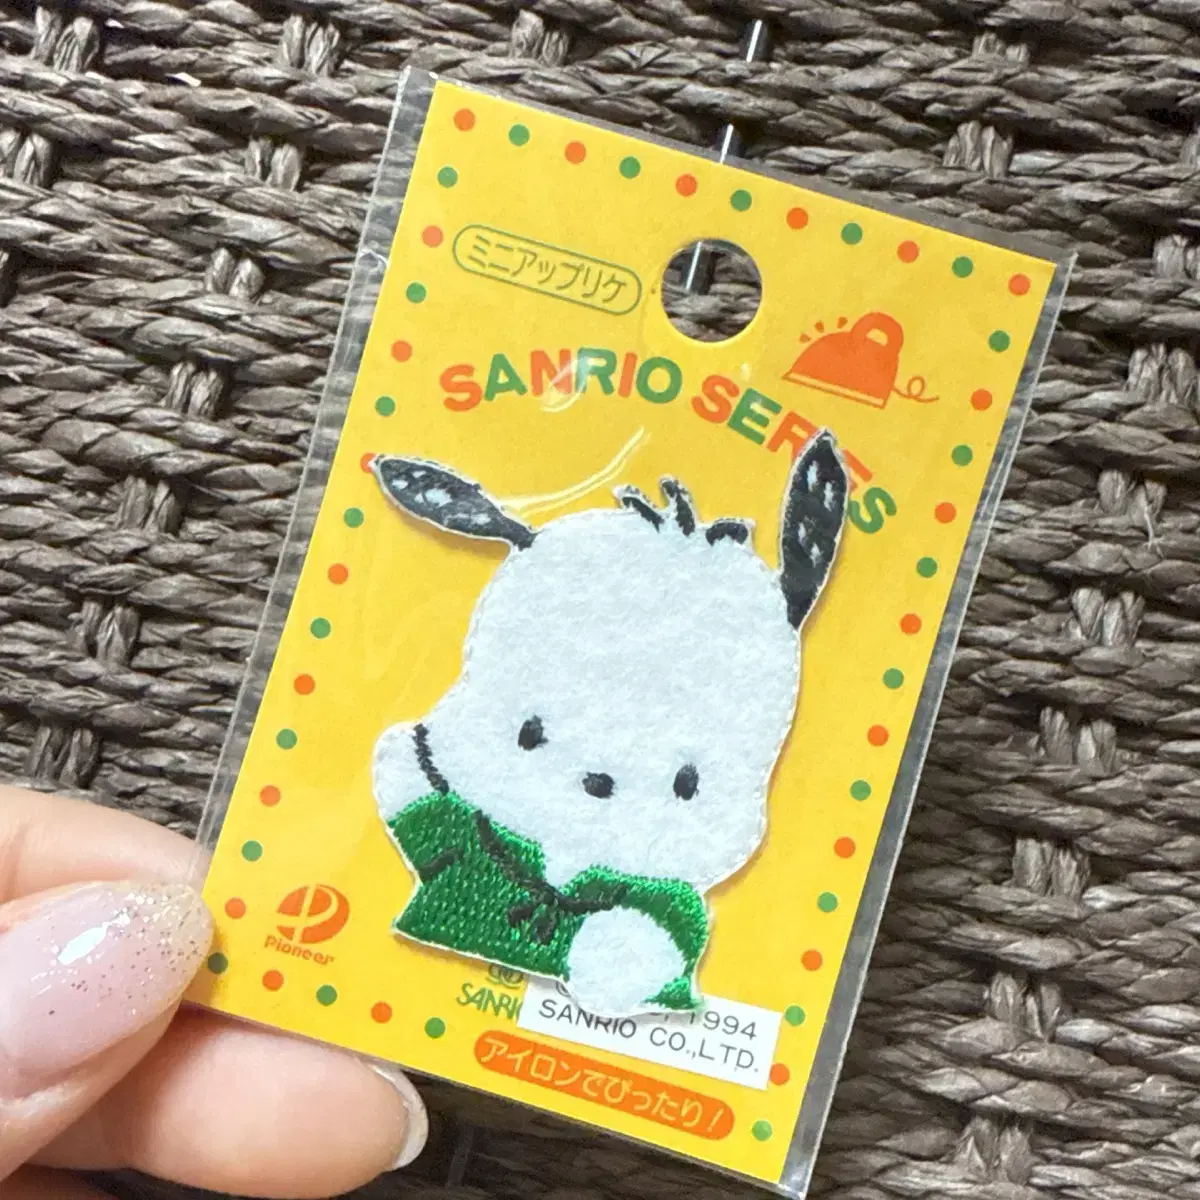 ミニアップリケ
SANRIO SERIES
Pioneer
SANRIO
1994
SANRIO CO.,LTD.
アイロンでぴったり!